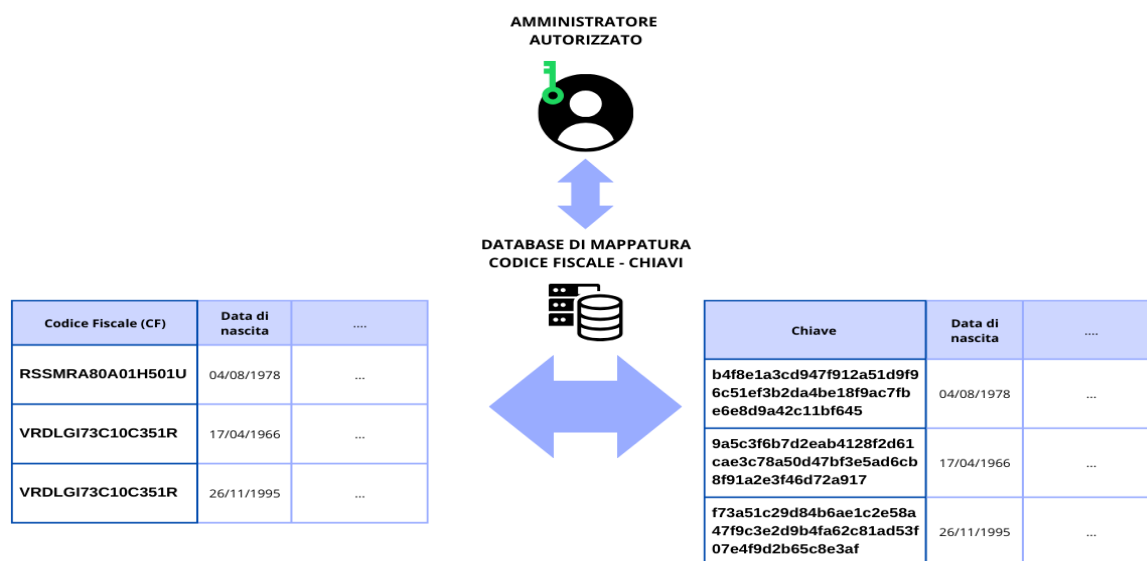 AMMINISTRATORE
AUTORIZZATO
DATABASE DI MAPPATURA
CODICE FISCALE - CHIAVI
Codice Fiscale (CF)
Data di
nascita
....
RSSMRA80A01H501U
04/08/1978
...
VRDLGI73C10C351R
17/04/1966
...
VRDLGI73C10C351R
26/11/1995
...
Chiave
Data di
nascita
....
b4f8e1a3cd947f912a51d9f9
6c51ef3b2da4be18f9ac7fb
e6e8d9a42c11bf645
04/08/1978
...
9a5c3f6b7d2eab4128f2d61
cae3c78a50d47bf3e5ad6cb
8f91a2e3f46d72a917
17/04/1966
...
f73a51c29d84b6ae1c2e58a
47f9c3e2d9b4fa62c81ad53f
07e4f9d2b65c8e3af
26/11/1995
...